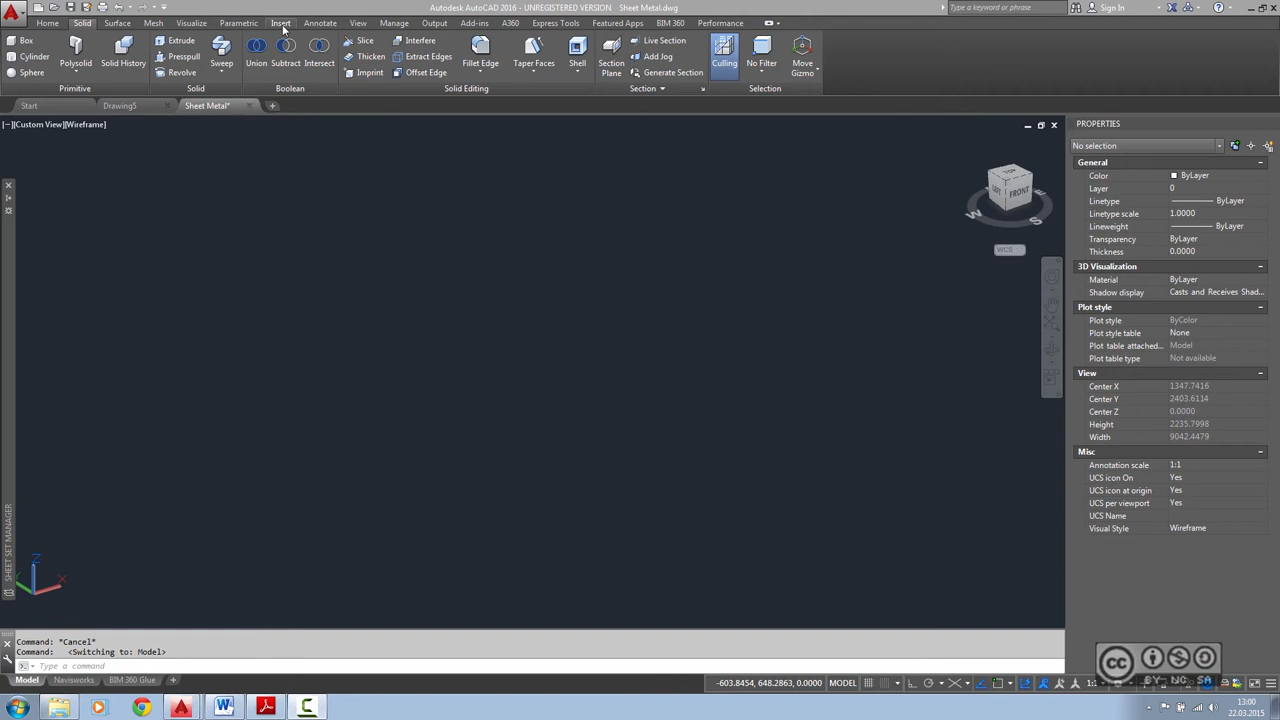 Autodesk AutoCAD 2016 - UNREGISTERED VERSION Sheet Metal.dwg
Type a keyword or phrase
Sign In
Solid Surface Mesh Visualize Parametric Insert Annotate View Manage Output Add-ins A360 Express Tools Featured Apps BIM 360 Performance
Home
Box
Cylinder
Sphere
Polysolid
Solid History
Extrude
Presspull
Revolve
Sweep
Union
Subtract
Intersect
Slice
Thicken
Imprint
Interfere
Extract Edges
Offset Edge
Fillet Edge
Taper Faces
Shell
Section
Plane
Live Section
Add Jog
Generate Section
Culling
No Filter
Move
Gizmo
Primitive Solid Boolean Solid Editing Section Selection
Start Drawing5 Sheet Metal*
[−][Custom View][Wireframe]
TOP
LEFT
FRONT
W
S
E
WCS
PROPERTIES
No selection
General
Color ByLayer
Layer 0
Linetype ByLayer
Linetype scale 1.0000
Lineweight ByLayer
Transparency ByLayer
Thickness 0.0000
3D Visualization
Material ByLayer
Shadow display Casts and Receives Shad...
Plot style
Plot style ByColor
Plot style table None
Plot table attached... Model
Plot table type Not available
View
Center X 1347.7416
Center Y 2403.6114
Center Z 0.0000
Height 2235.7998
Width 9042.4479
Misc
Annotation scale 1:1
UCS icon On Yes
UCS icon at origin Yes
UCS per viewport Yes
UCS Name
Visual Style Wireframe
SHEET SET MANAGER
Z
X
Command: *Cancel*
Command: <Switching to: Model>
Type a command
Model Navisworks BIM 360 Glue
-603.8454, 648.2863, 0.0000 MODEL
1:1
cc
BY NC SA
13:00
22.03.2015